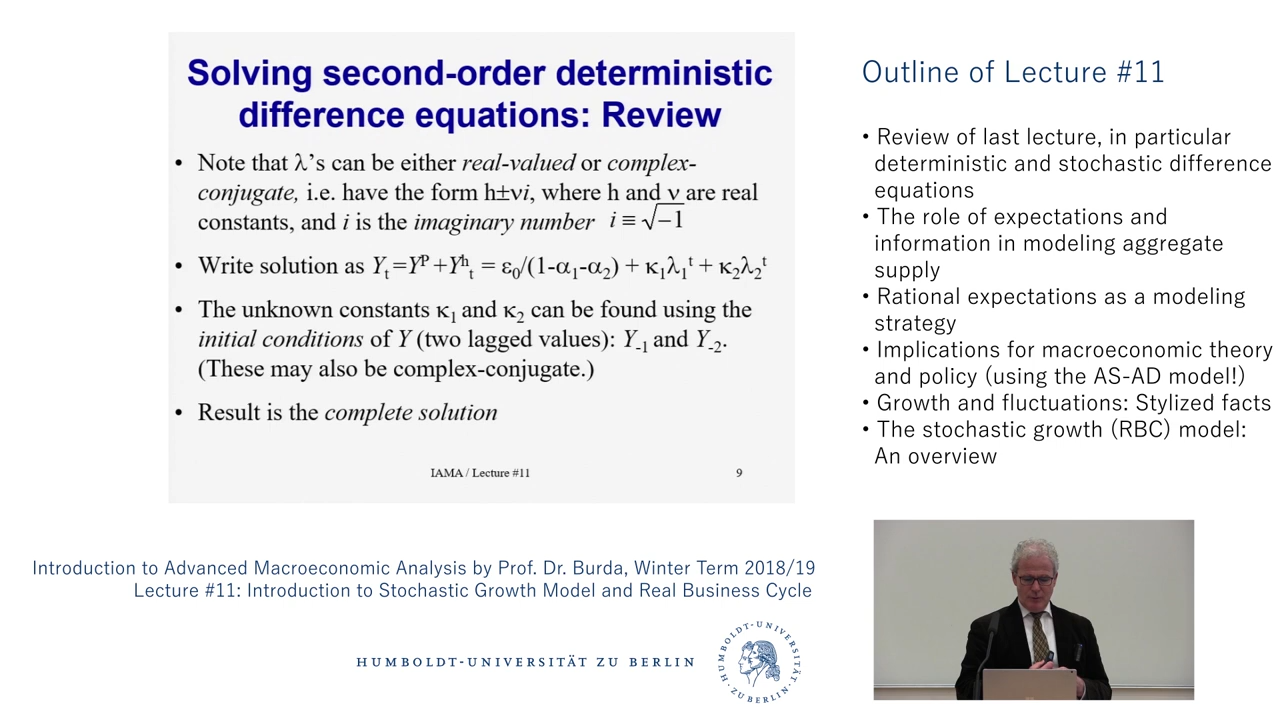 Solving second-order deterministic
difference equations: Review
• Note that λ's can be either real-valued or complex-
conjugate, i.e. have the form h±νi, where h and ν are real
constants, and i is the imaginary number i ≡ √−1
• Write solution as Yₜ=Yᴾ +Yʰₜ = ε₀/(1-α₁-α₂) + κ₁λ₁ᵗ + κ₂λ₂ᵗ
• The unknown constants κ₁ and κ₂ can be found using the
initial conditions of Y (two lagged values): Y₋₁ and Y₋₂.
(These may also be complex-conjugate.)
• Result is the complete solution
IAMA / Lecture #11
9
Outline of Lecture #11
• Review of last lecture, in particular
deterministic and stochastic difference
equations
• The role of expectations and
information in modeling aggregate
supply
• Rational expectations as a modeling
strategy
• Implications for macroeconomic theory
and policy (using the AS-AD model!)
• Growth and fluctuations: Stylized facts
• The stochastic growth (RBC) model:
An overview
Introduction to Advanced Macroeconomic Analysis by Prof. Dr. Burda, Winter Term 2018/19
Lecture #11: Introduction to Stochastic Growth Model and Real Business Cycle
HUMBOLDT-UNIVERSITÄT ZU BERLIN
·HUMBOLDT-UNIVERSITÄT·
·ZU BERLIN·